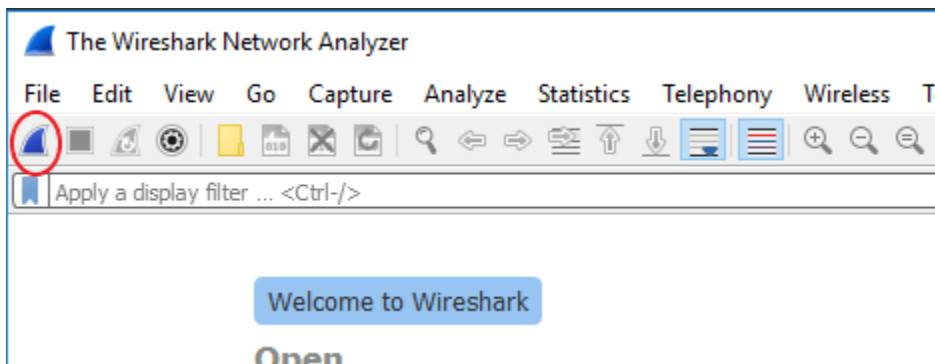 The Wireshark Network Analyzer
File Edit View Go Capture Analyze Statistics Telephony Wireless T
010
Apply a display filter ... <Ctrl-/>
Welcome to Wireshark
Open